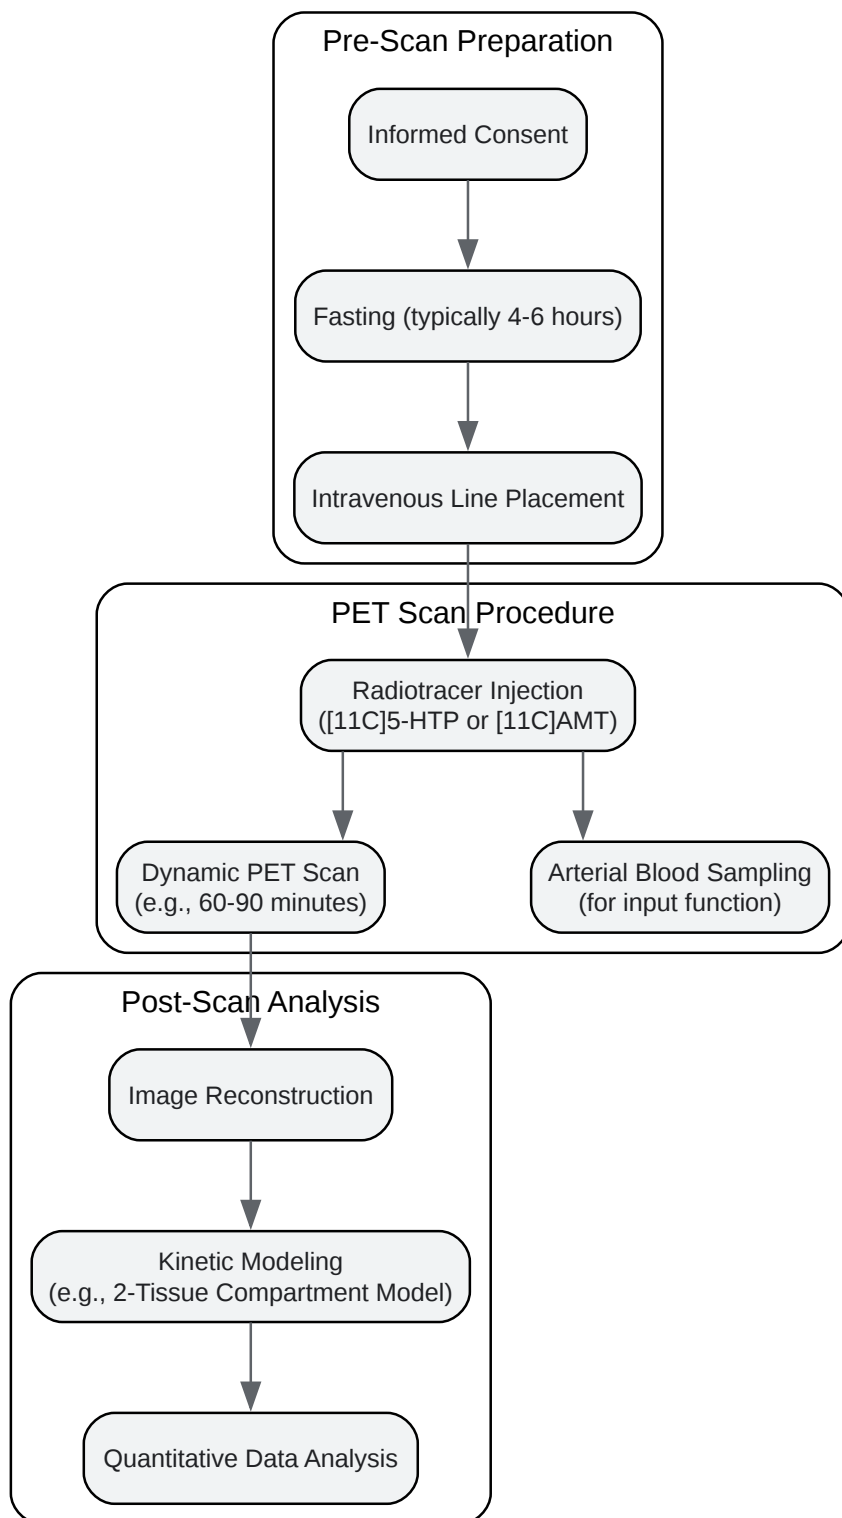 Pre-Scan Preparation
Informed Consent
Fasting (typically 4-6 hours)
Intravenous Line Placement
PET Scan Procedure
Radiotracer Injection
([11C]5-HTP or [11C]AMT)
Dynamic PET Scan
(e.g., 60-90 minutes)
Arterial Blood Sampling
(for input function)
Post-Scan Analysis
Image Reconstruction
Kinetic Modeling
(e.g., 2-Tissue Compartment Model)
Quantitative Data Analysis